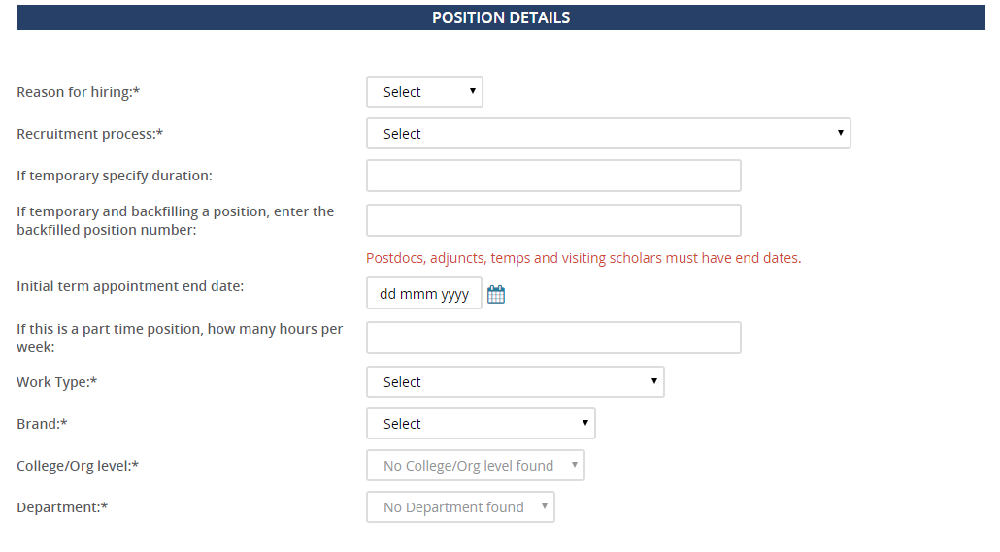 POSITION DETAILS
Reason for hiring:*
Select
Recruitment process:*
Select
If temporary specify duration:
If temporary and backfilling a position, enter the
backfilled position number:
Postdocs, adjuncts, temps and visiting scholars must have end dates.
Initial term appointment end date:
dd mmm yyyy
If this is a part time position, how many hours per
week:
Work Type:*
Select
Brand:*
Select
College/Org level:*
No College/Org level found
Department:*
No Department found